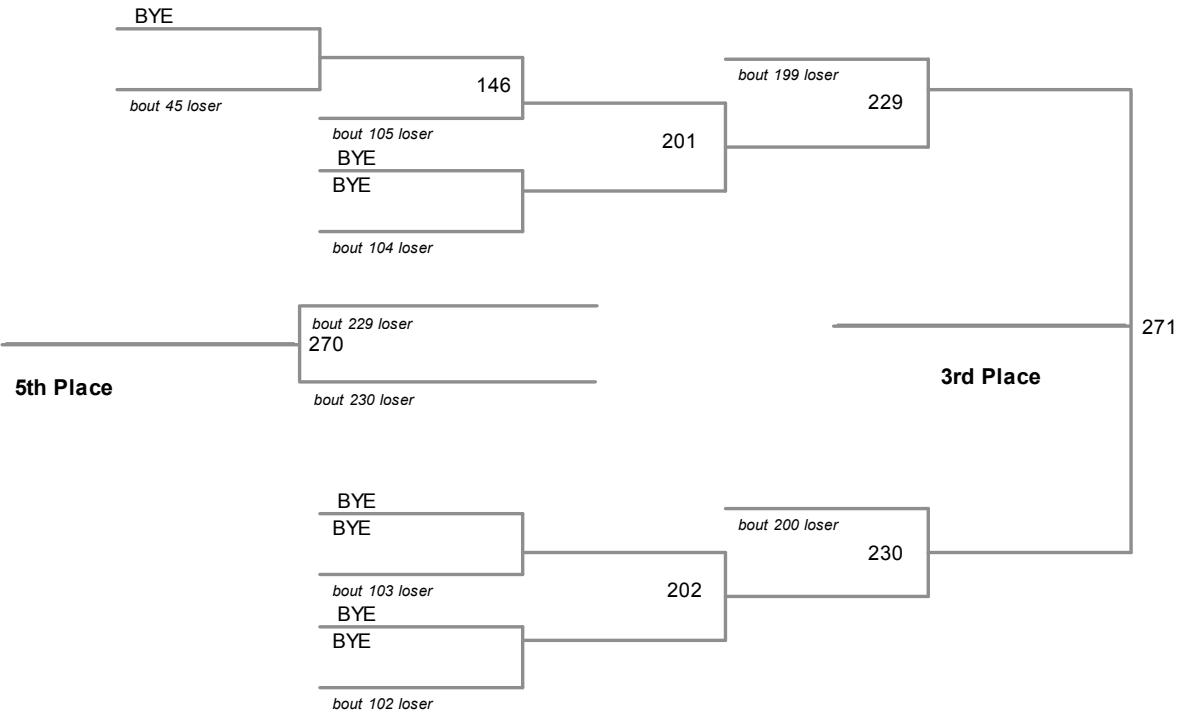 BYE
bout 199 loser
146
bout 45 loser
229
bout 105 loser
201
BYE
BYE
bout 104 loser
bout 229 loser
271
270
3rd Place
5th Place
bout 230 loser
BYE
bout 200 loser
BYE
230
bout 103 loser
202
BYE
BYE
bout 102 loser